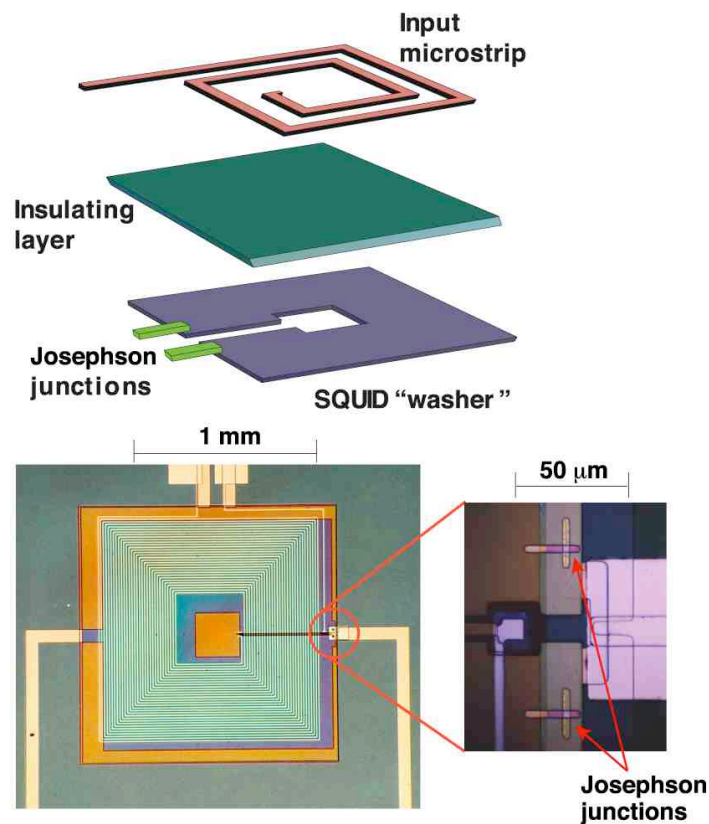 Input
microstrip
Insulating
layer
Josephson
junctions
SQUID “washer”
1 mm
50 μm
Josephson
junctions